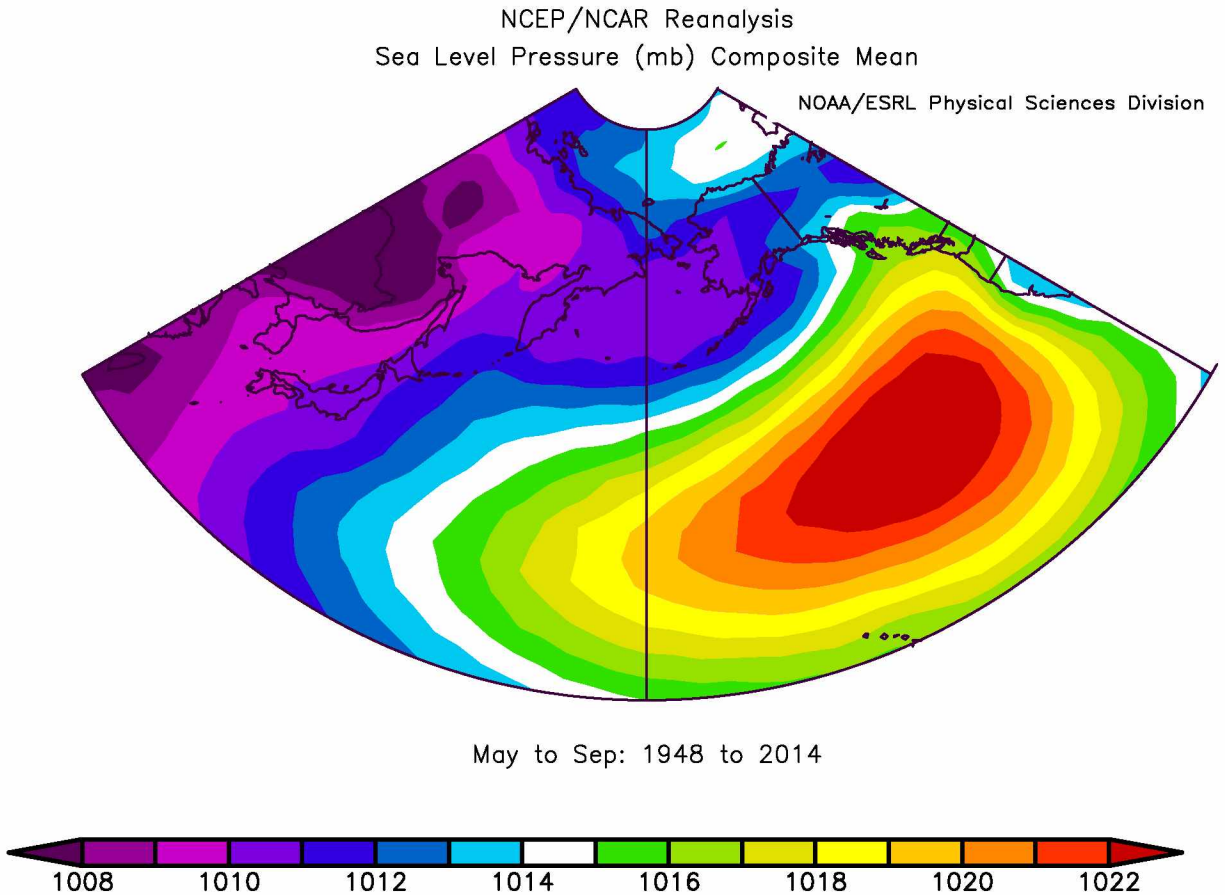 NCEP/NCAR Reanalysis
Sea Level Pressure (mb) Composite Mean
NOAA/ESRL Physical Sciences Division
May to Sep: 1948 to 2014
1008 1010 1012 1014 1016 1018 1020 1022